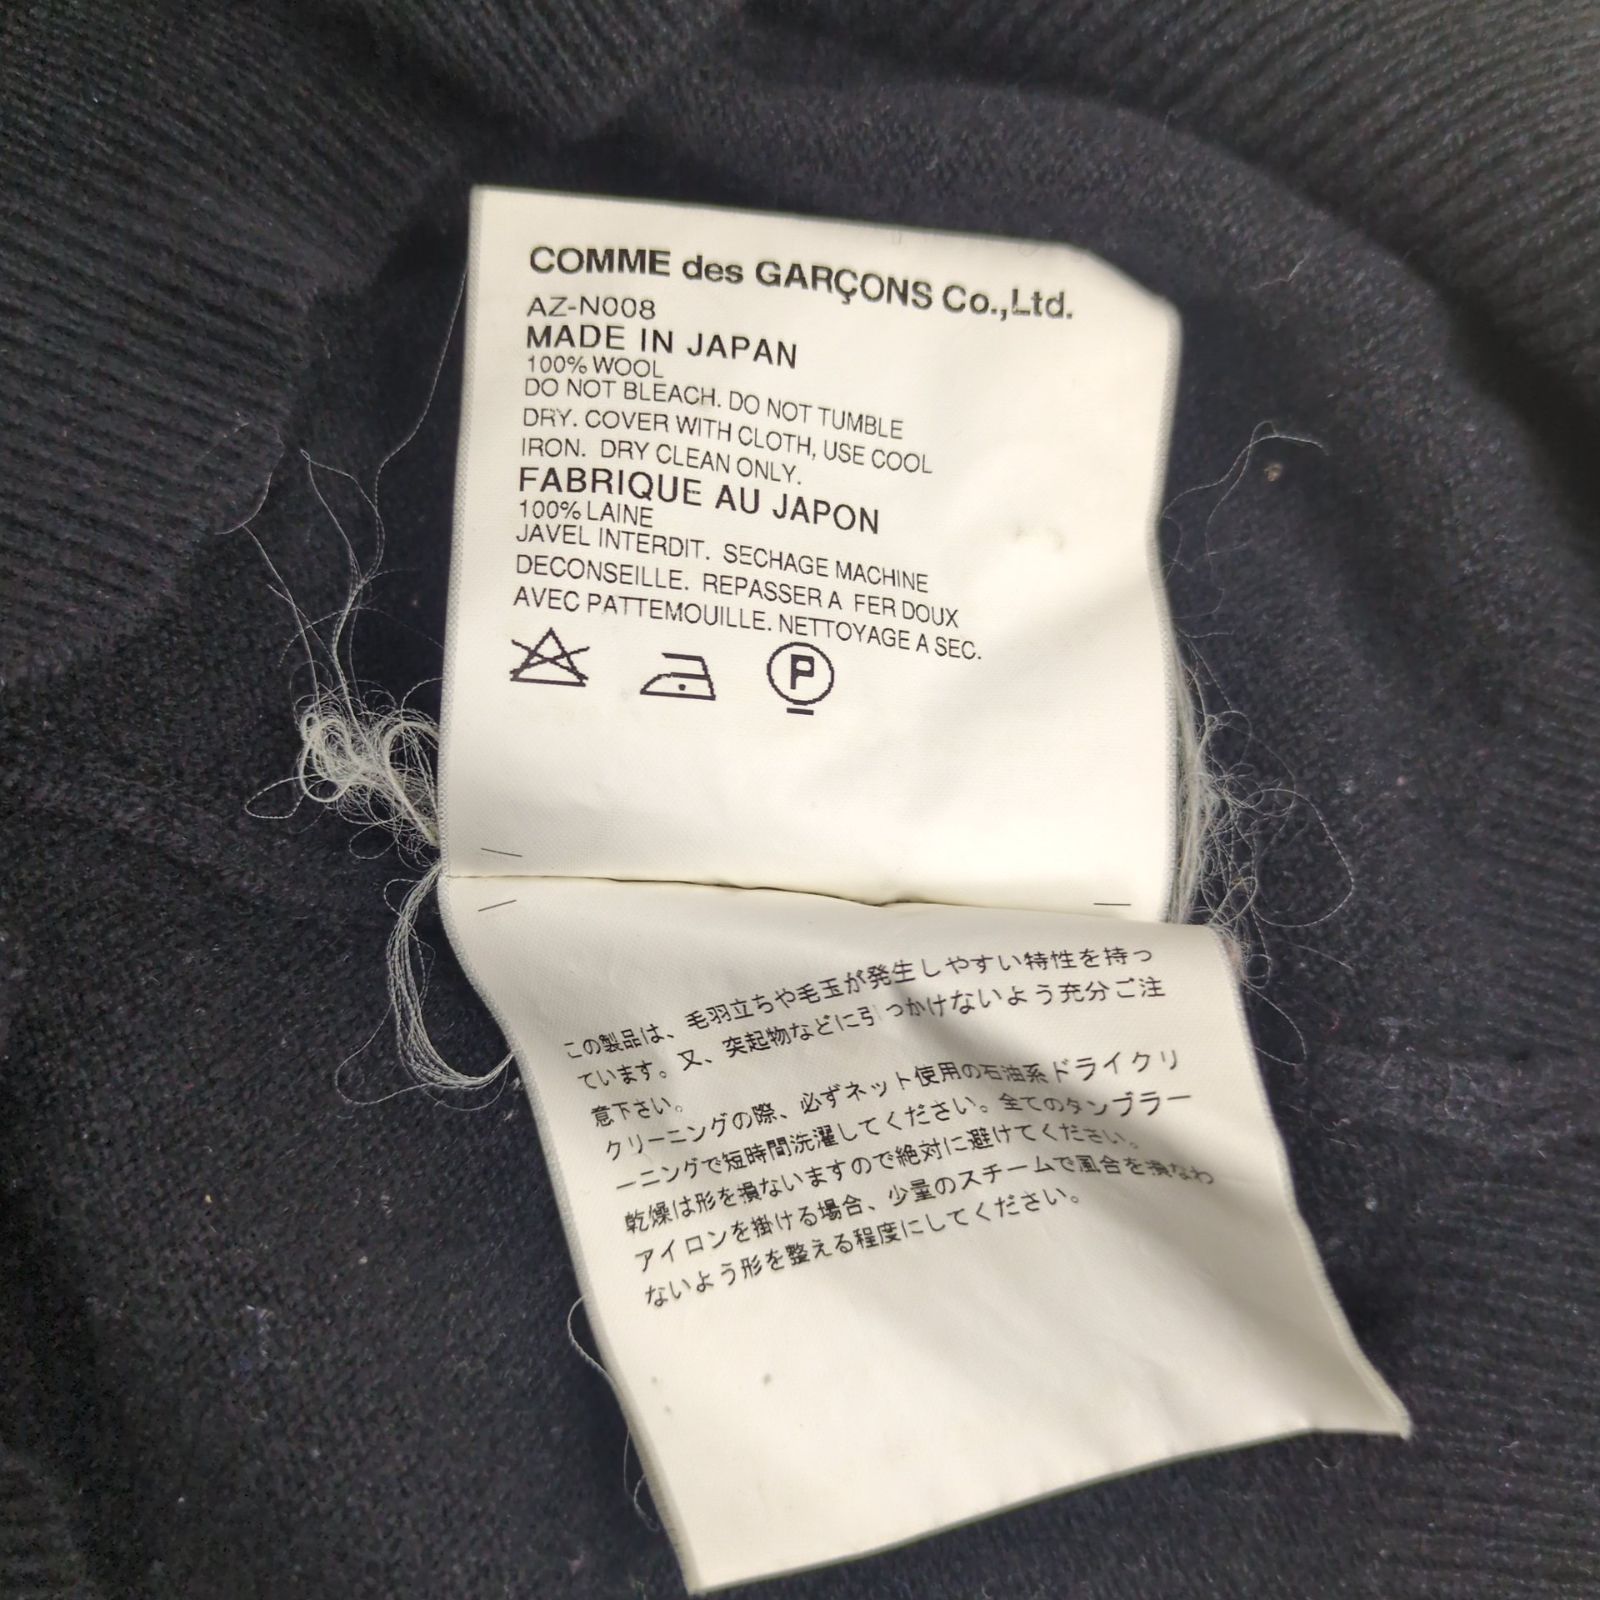 COMME des GARÇONS Co.,Ltd.
AZ-N008
MADE IN JAPAN
100% WOOL
DO NOT BLEACH. DO NOT TUMBLE
DRY. COVER WITH CLOTH, USE COOL
IRON. DRY CLEAN ONLY.
FABRIQUE AU JAPON
100% LAINE
JAVEL INTERDIT. SECHAGE MACHINE
DECONSEILLE. REPASSER A FER DOUX
AVEC PATTEMOUILLE. NETTOYAGE A SEC.
P
この製品は、毛羽立ちや毛玉が発生しやすい特性を持っ
ています。又、突起物などに引っかけないよう充分ご注
意下さい。
クリーニングの際、必ずネット使用の石油系ドライクリ
ーニングで短時間洗濯してください。全てのタンブラー
乾燥は形を損ないますので絶対に避けてください。
アイロンを掛ける場合、少量のスチームで風合を損なわ
ないよう形を整える程度にしてください。